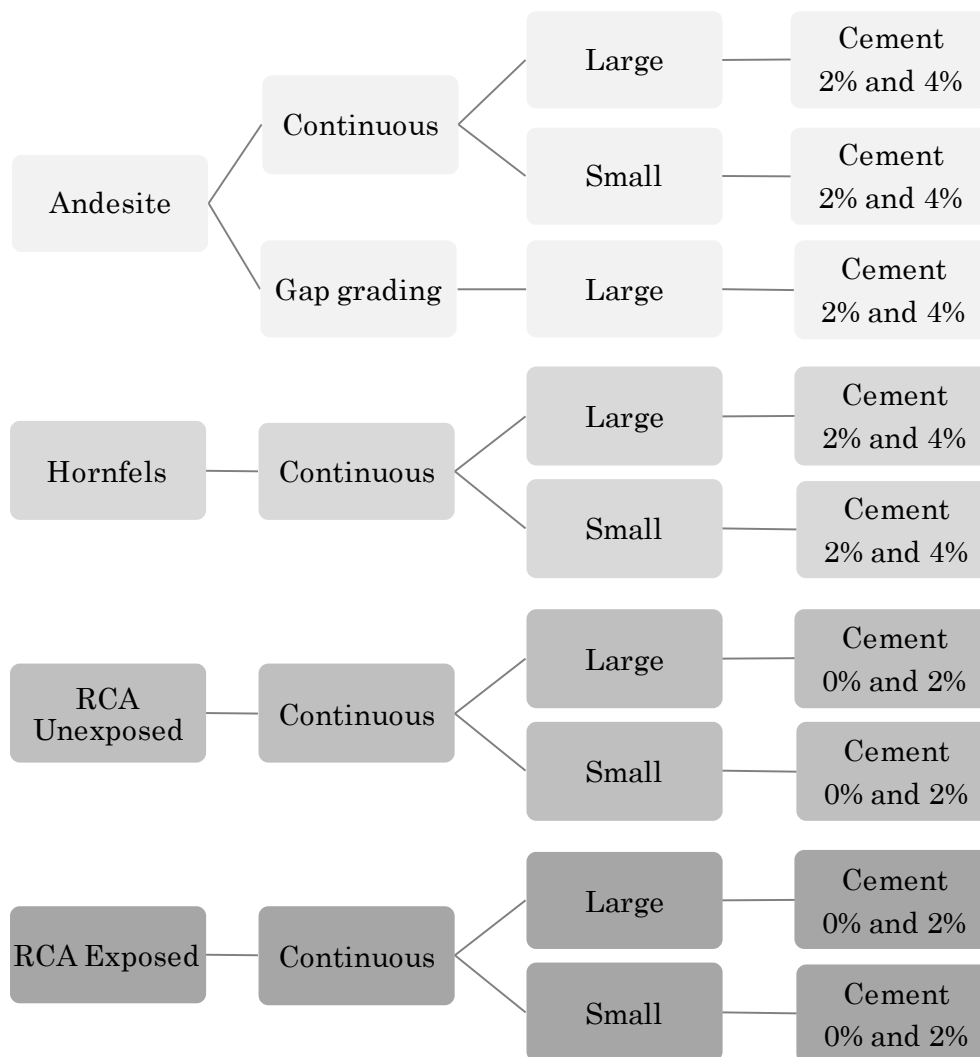 Andesite
Continuous
Large
Cement
2% and 4%
Small
Cement
2% and 4%
Gap grading
Large
Cement
2% and 4%
Hornfels
Continuous
Large
Cement
2% and 4%
Small
Cement
2% and 4%
RCA
Unexposed
Continuous
Large
Cement
0% and 2%
Small
Cement
0% and 2%
RCA Exposed
Continuous
Large
Cement
0% and 2%
Small
Cement
0% and 2%